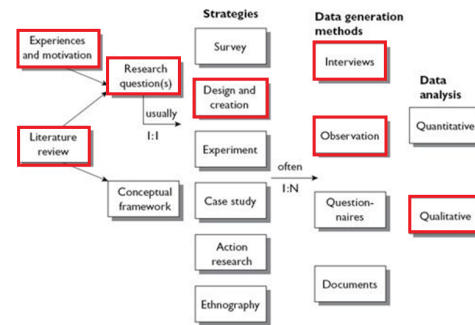 Experiences
and motivation
Literature
review
Research
question(s)
usually
1:1
Conceptual
framework
Strategies
Survey
Design and
creation
Experiment
Case study
Action
research
Ethnography
often
1:N
Data generation
methods
Interviews
Observation
Question-
naires
Documents
Data
analysis
Quantitative
Qualitative